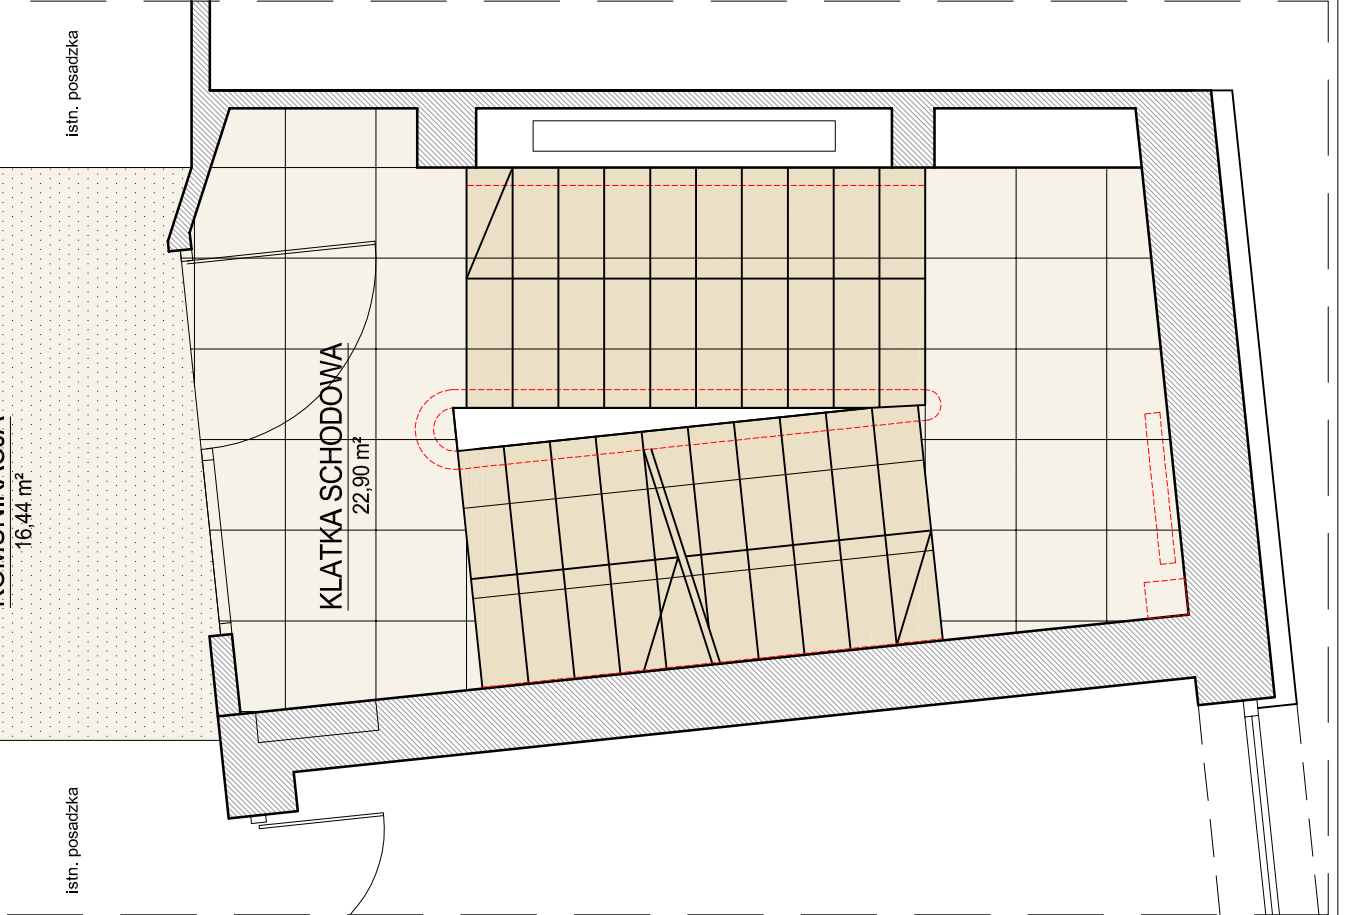 istn. posadzka
16,44 m²
KLATKA SCHODOWA
22,90 m²
istn. posadzka